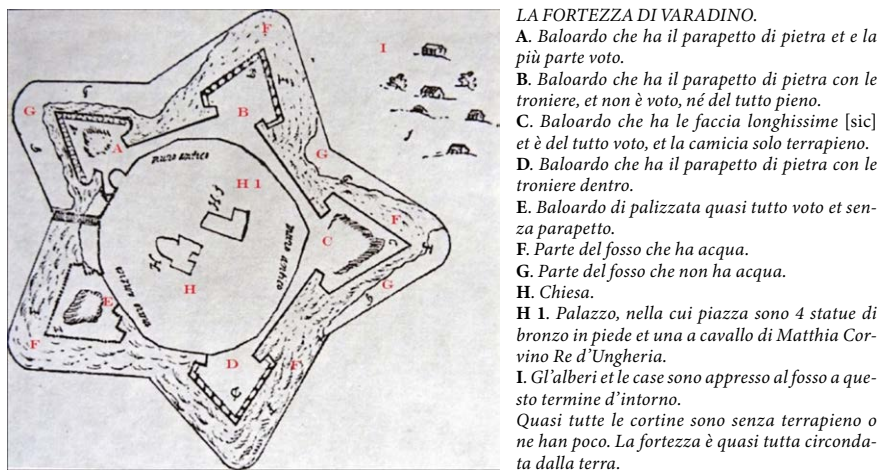 LA FORTEZZA DI VARADINO.
A. Baloardo che ha il parapetto di pietra et e la
più parte voto.
B. Baloardo che ha il parapetto di pietra con le
troniere, et non è voto, né del tutto pieno.
C. Baloardo che ha le faccia longhissime [sic]
et è del tutto voto, et la camicia solo terrapieno.
D. Baloardo che ha il parapetto di pietra con le
troniere dentro.
E. Baloardo di palizzata quasi tutto voto et sen-
za parapetto.
F. Parte del fosso che ha acqua.
G. Parte del fosso che non ha acqua.
H. Chiesa.
H 1. Palazzo, nella cui piazza sono 4 statue di
bronzo in piede et una a cavallo di Matthia Cor-
vino Re d'Ungheria.
I. Gl'alberi et le case sono appresso al fosso a que-
sto termine d'intorno.
Quasi tutte le cortine sono senza terrapieno o
ne han poco. La fortezza è quasi tutta circonda-
ta dalla terra.
F
I
G
B
A
muro antico
G
H 1
F
C
muro antico
H
G
E
F
D
F